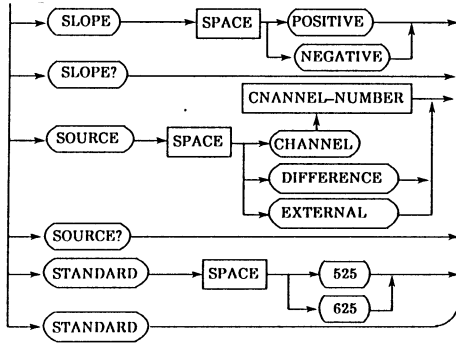 SLOPE SPACE POSITIVE
NEGATIVE
SLOPE?
CNANNEL-NUMBER
SOURCE SPACE CHANNEL
DIFFERENCE
EXTERNAL
SOURCE?
STANDARD SPACE 525
625
STANDARD